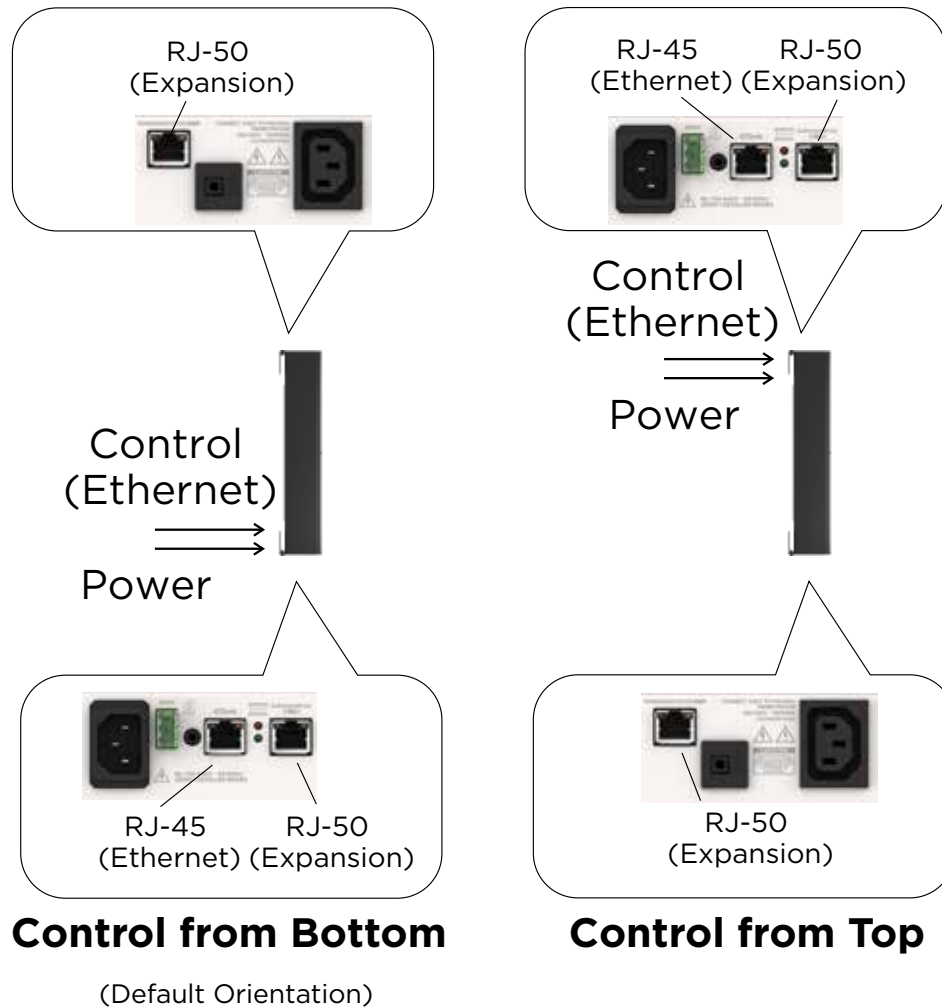 RJ-50
(Expansion)
RJ-45
(Ethernet)
RJ-50
(Expansion)
Control
(Ethernet)
Power
Control
(Ethernet)
Power
RJ-45
(Ethernet)
RJ-50
(Expansion)
RJ-50
(Expansion)
Control from Bottom
(Default Orientation)
Control from Top